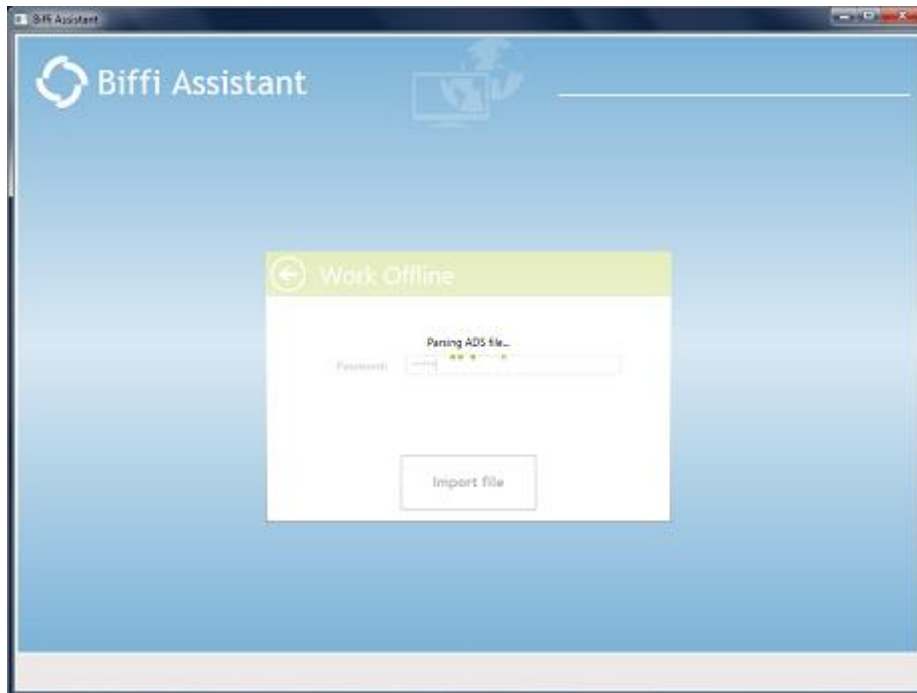 Biffi Assistant
Biffi Assistant
Work Offline
Parsing ADS file...
Password:
Import file